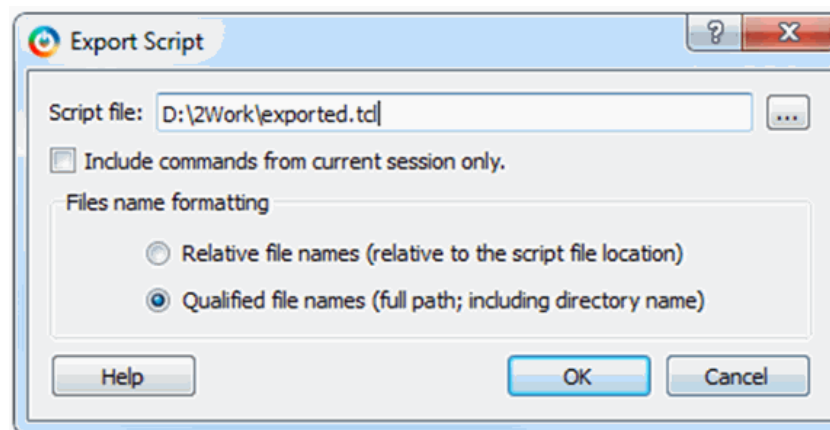 Export Script
?
Script file: D:\2Work\exported.tcl
...
Include commands from current session only.
Files name formatting
Relative file names (relative to the script file location)
Qualified file names (full path; including directory name)
Help OK Cancel